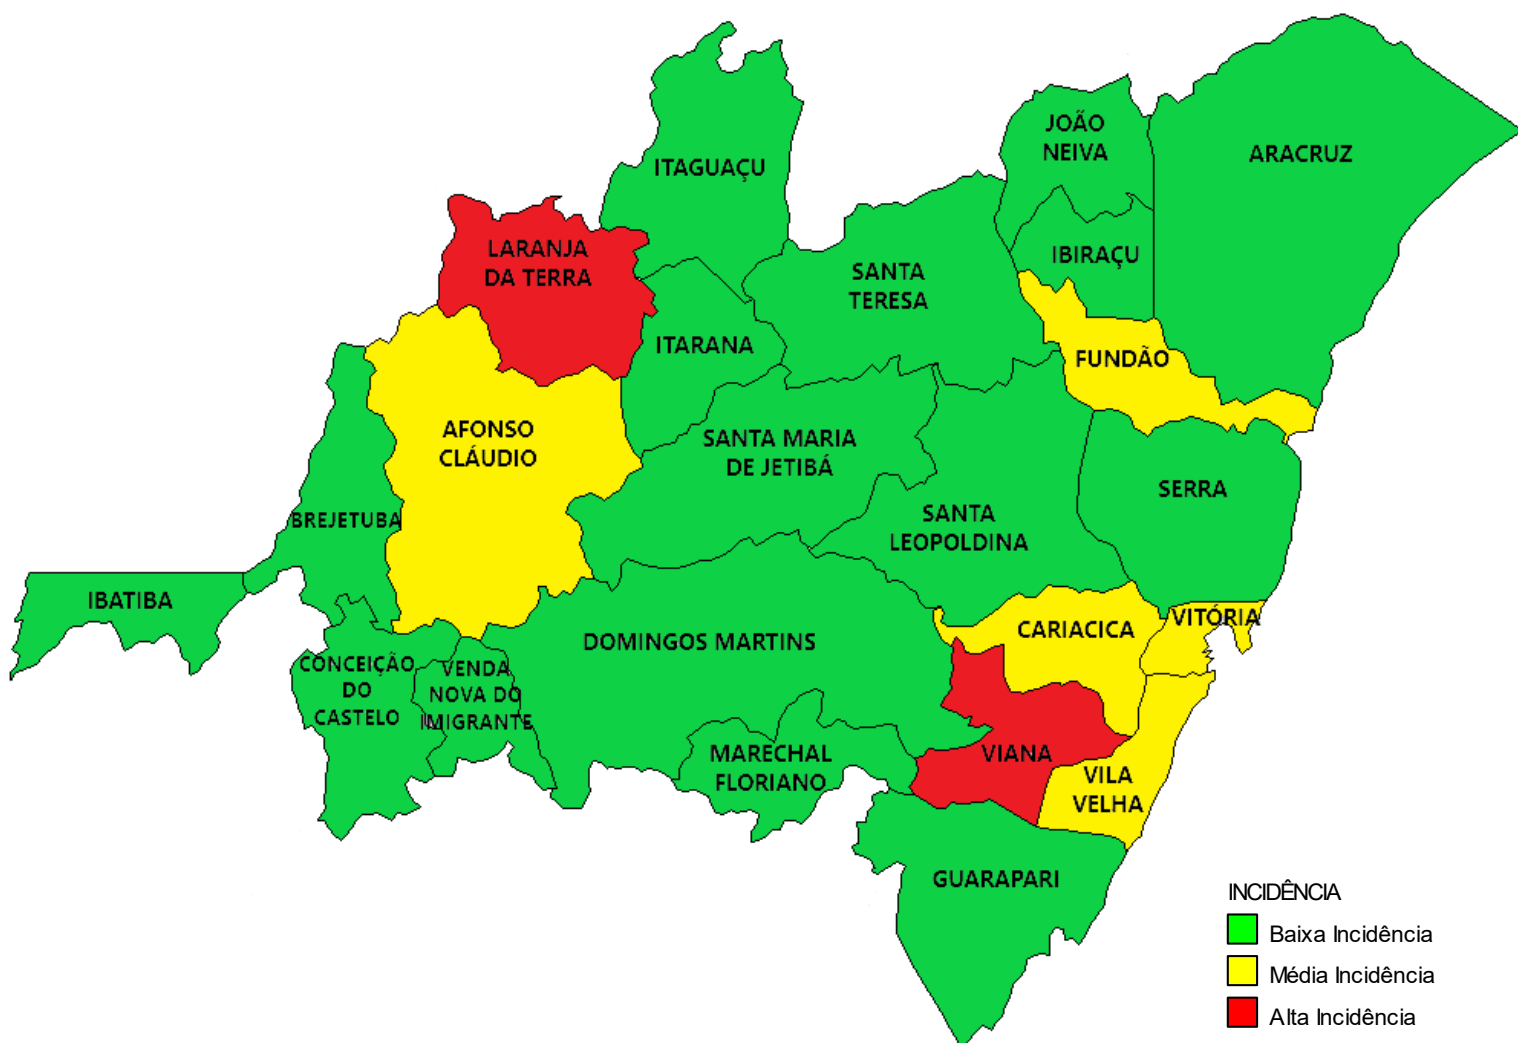 JOÃO
NEIVA
ARACRUZ
ITAGUAÇU
LARANJA
DA TERRA
IBIRAÇU
SANTA
TERESA
ITARANA
FUNDÃO
AFONSO
CLÁUDIO
SANTA MARIA
DE JETIBÁ
SERRA
BREJETUBA
SANTA
LEOPOLDINA
IBATIBA
VITÓRIA
CARIACICA
DOMINGOS MARTINS
CONCEIÇÃO
DO
CASTELO
VENDA
NOVA DO
IMIGRANTE
MARECHAL
FLORIANO
VIANA
VILA
VELHA
GUARAPARI
INCIDÊNCIA
Baixa Incidência
Média Incidência
Alta Incidência